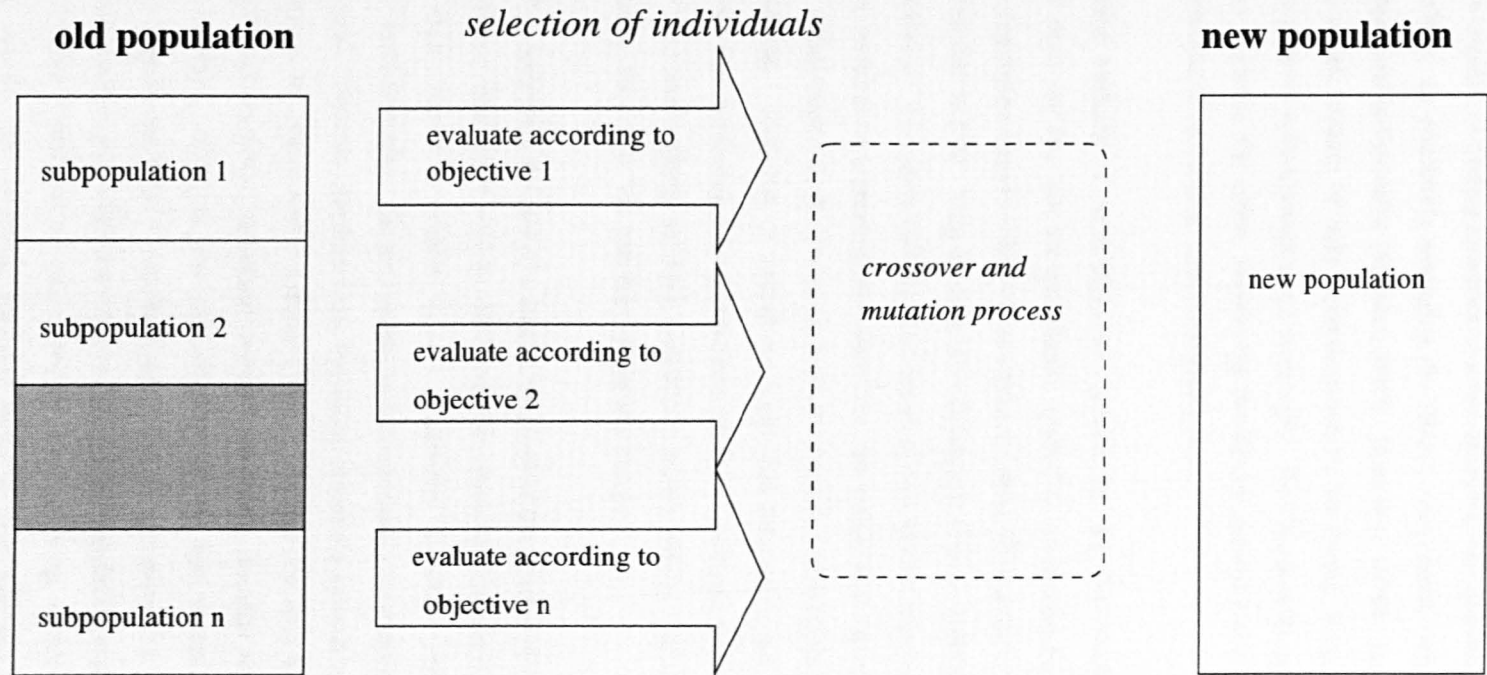 old population
selection of individuals
new population
subpopulation 1
evaluate according to
objective 1
subpopulation 2
evaluate according to
objective 2
crossover and
mutation process
new population
subpopulation n
evaluate according to
objective n